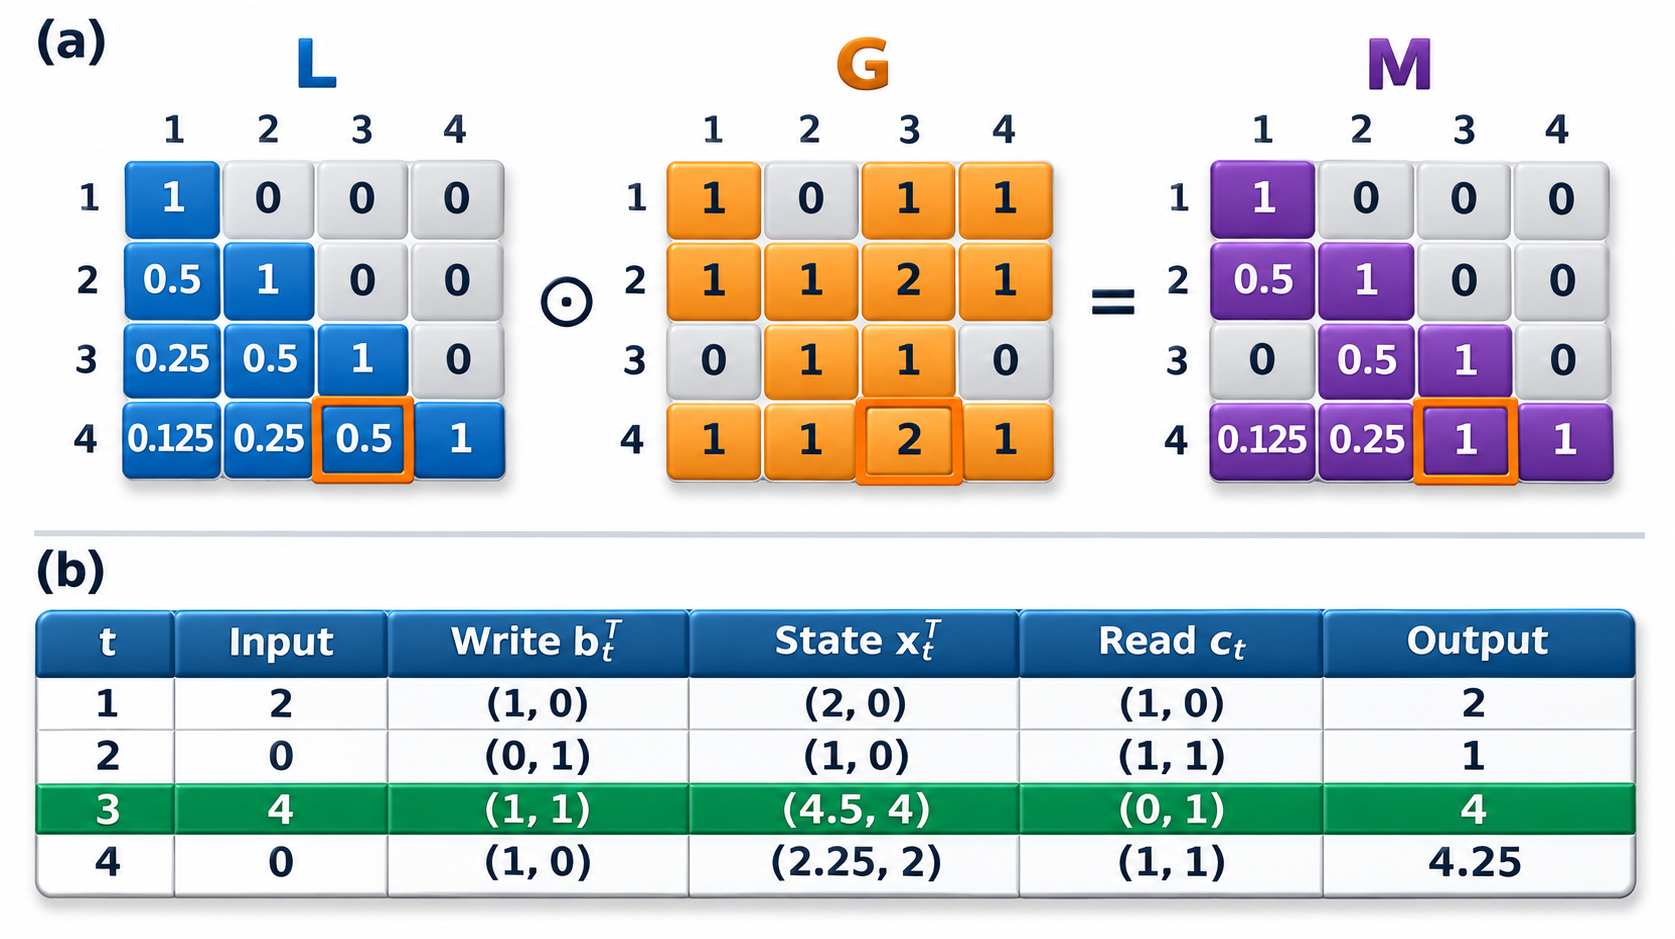 (a)
L G M
1 2 3 4 1 2 3 4 1 2 3 4
1 1 0 0 0 1 1 0 1 1 1 1 0 0 0
2 0.5 1 0 0 ⊙ 2 1 1 2 1 = 2 0.5 1 0 0
3 0.25 0.5 1 0 3 0 1 1 0 3 0 0.5 1 0
4 0.125 0.25 0.5 1 4 1 1 2 1 4 0.125 0.25 1 1
(b)
t Input Write b_t^T State x_t^T Read c_t Output
1 2 (1, 0) (2, 0) (1, 0) 2
2 0 (0, 1) (1, 0) (1, 1) 1
3 4 (1, 1) (4.5, 4) (0, 1) 4
4 0 (1, 0) (2.25, 2) (1, 1) 4.25